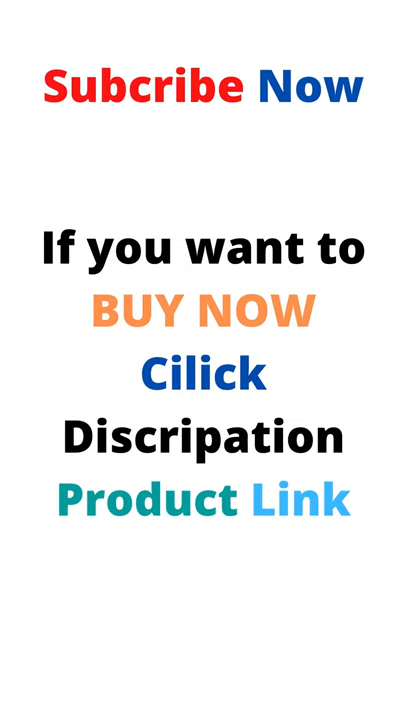 Subcribe Now
If you want to
BUY NOW
Cilick
Discripation
Product Link